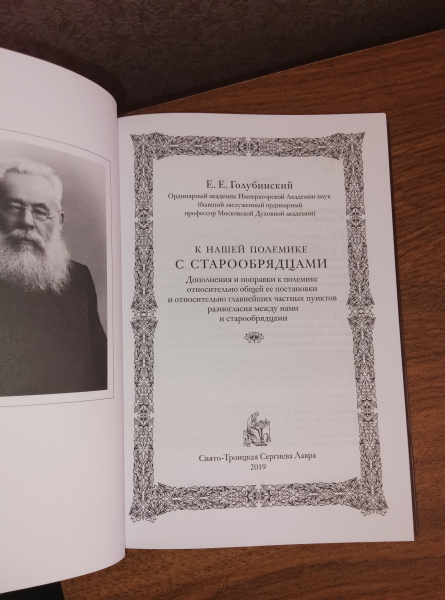 Е. Е. Голубинский
Ординарный академик Императорской Академии наук
(бывший заслуженный ординарный
профессор Московской Духовной академии)
К НАШЕЙ ПОЛЕМИКЕ
С СТАРООБРЯДЦАМИ
Дополнения и поправки к полемике
относительно общей ее постановки
и относительно главнейших частных пунктов
разногласия между нами
и старообрядцами
Свято-Троицкая Сергиева Лавра
2019